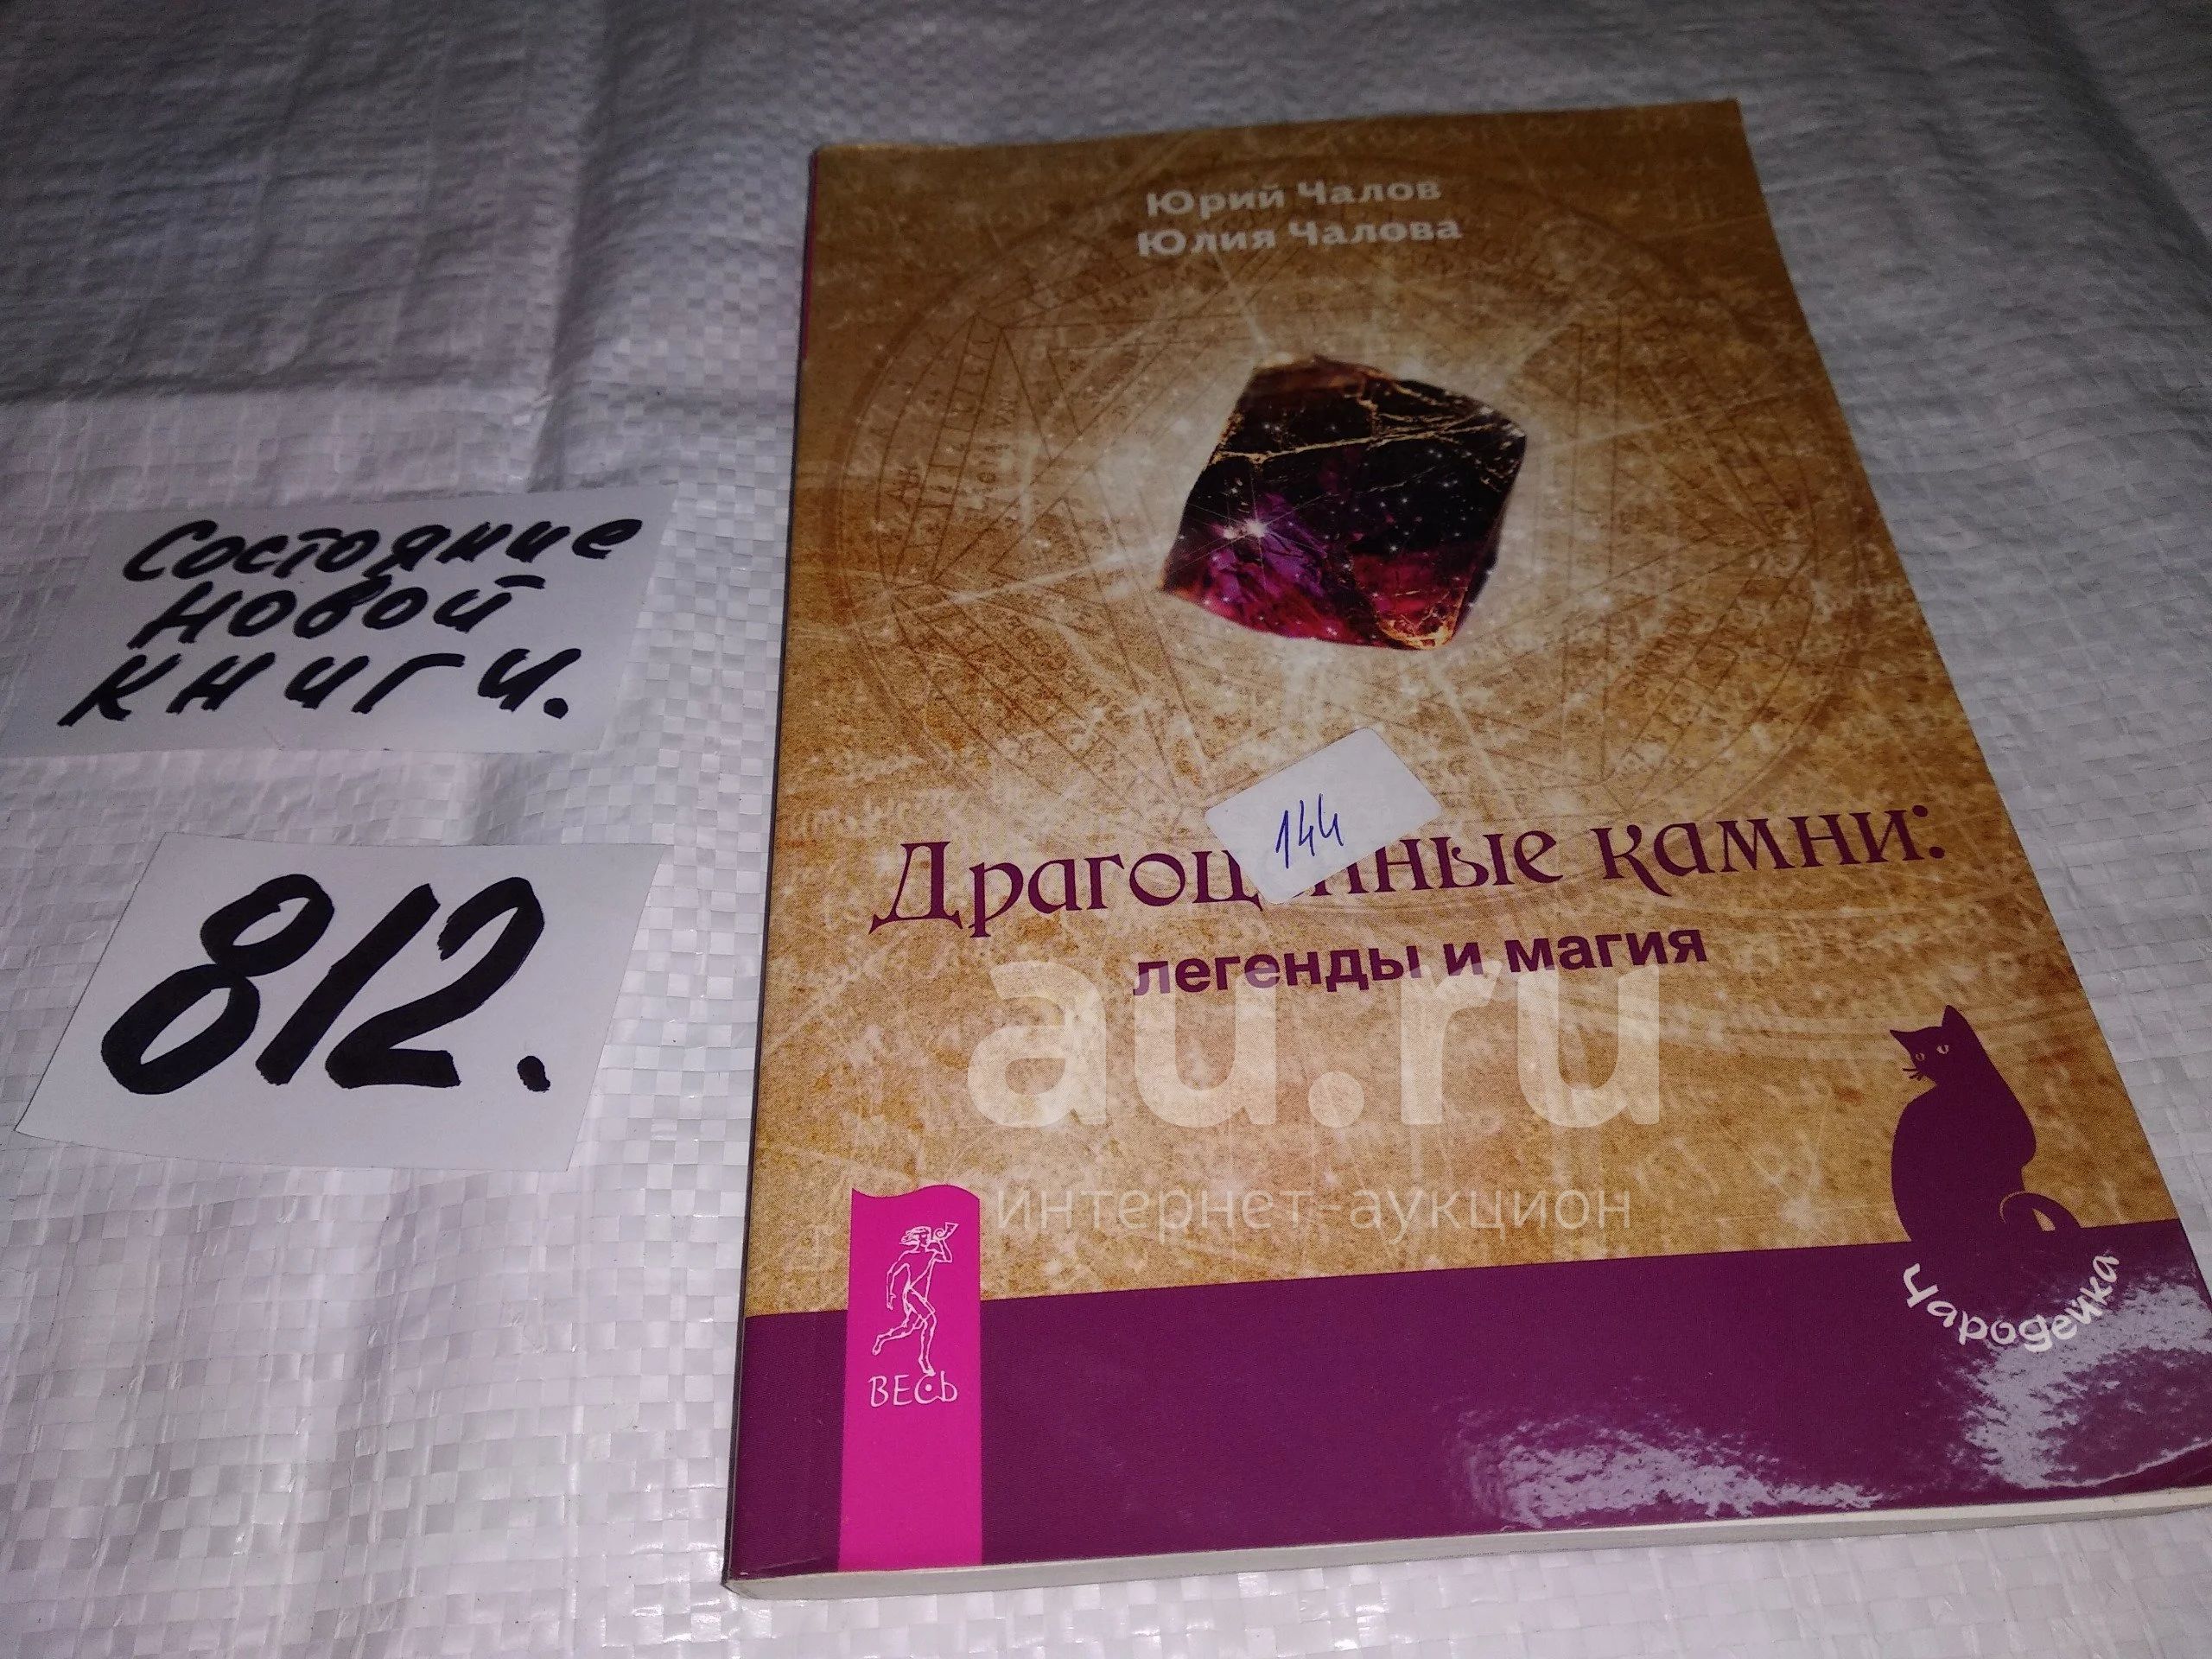 Состояние
новой
книги.
812.
Юрий Чалов
Юлия Чалова
144
Драгоценные камни:
легенды и магия
au.ru
интернет-аукцион
Чародейка
ВЕСЬ